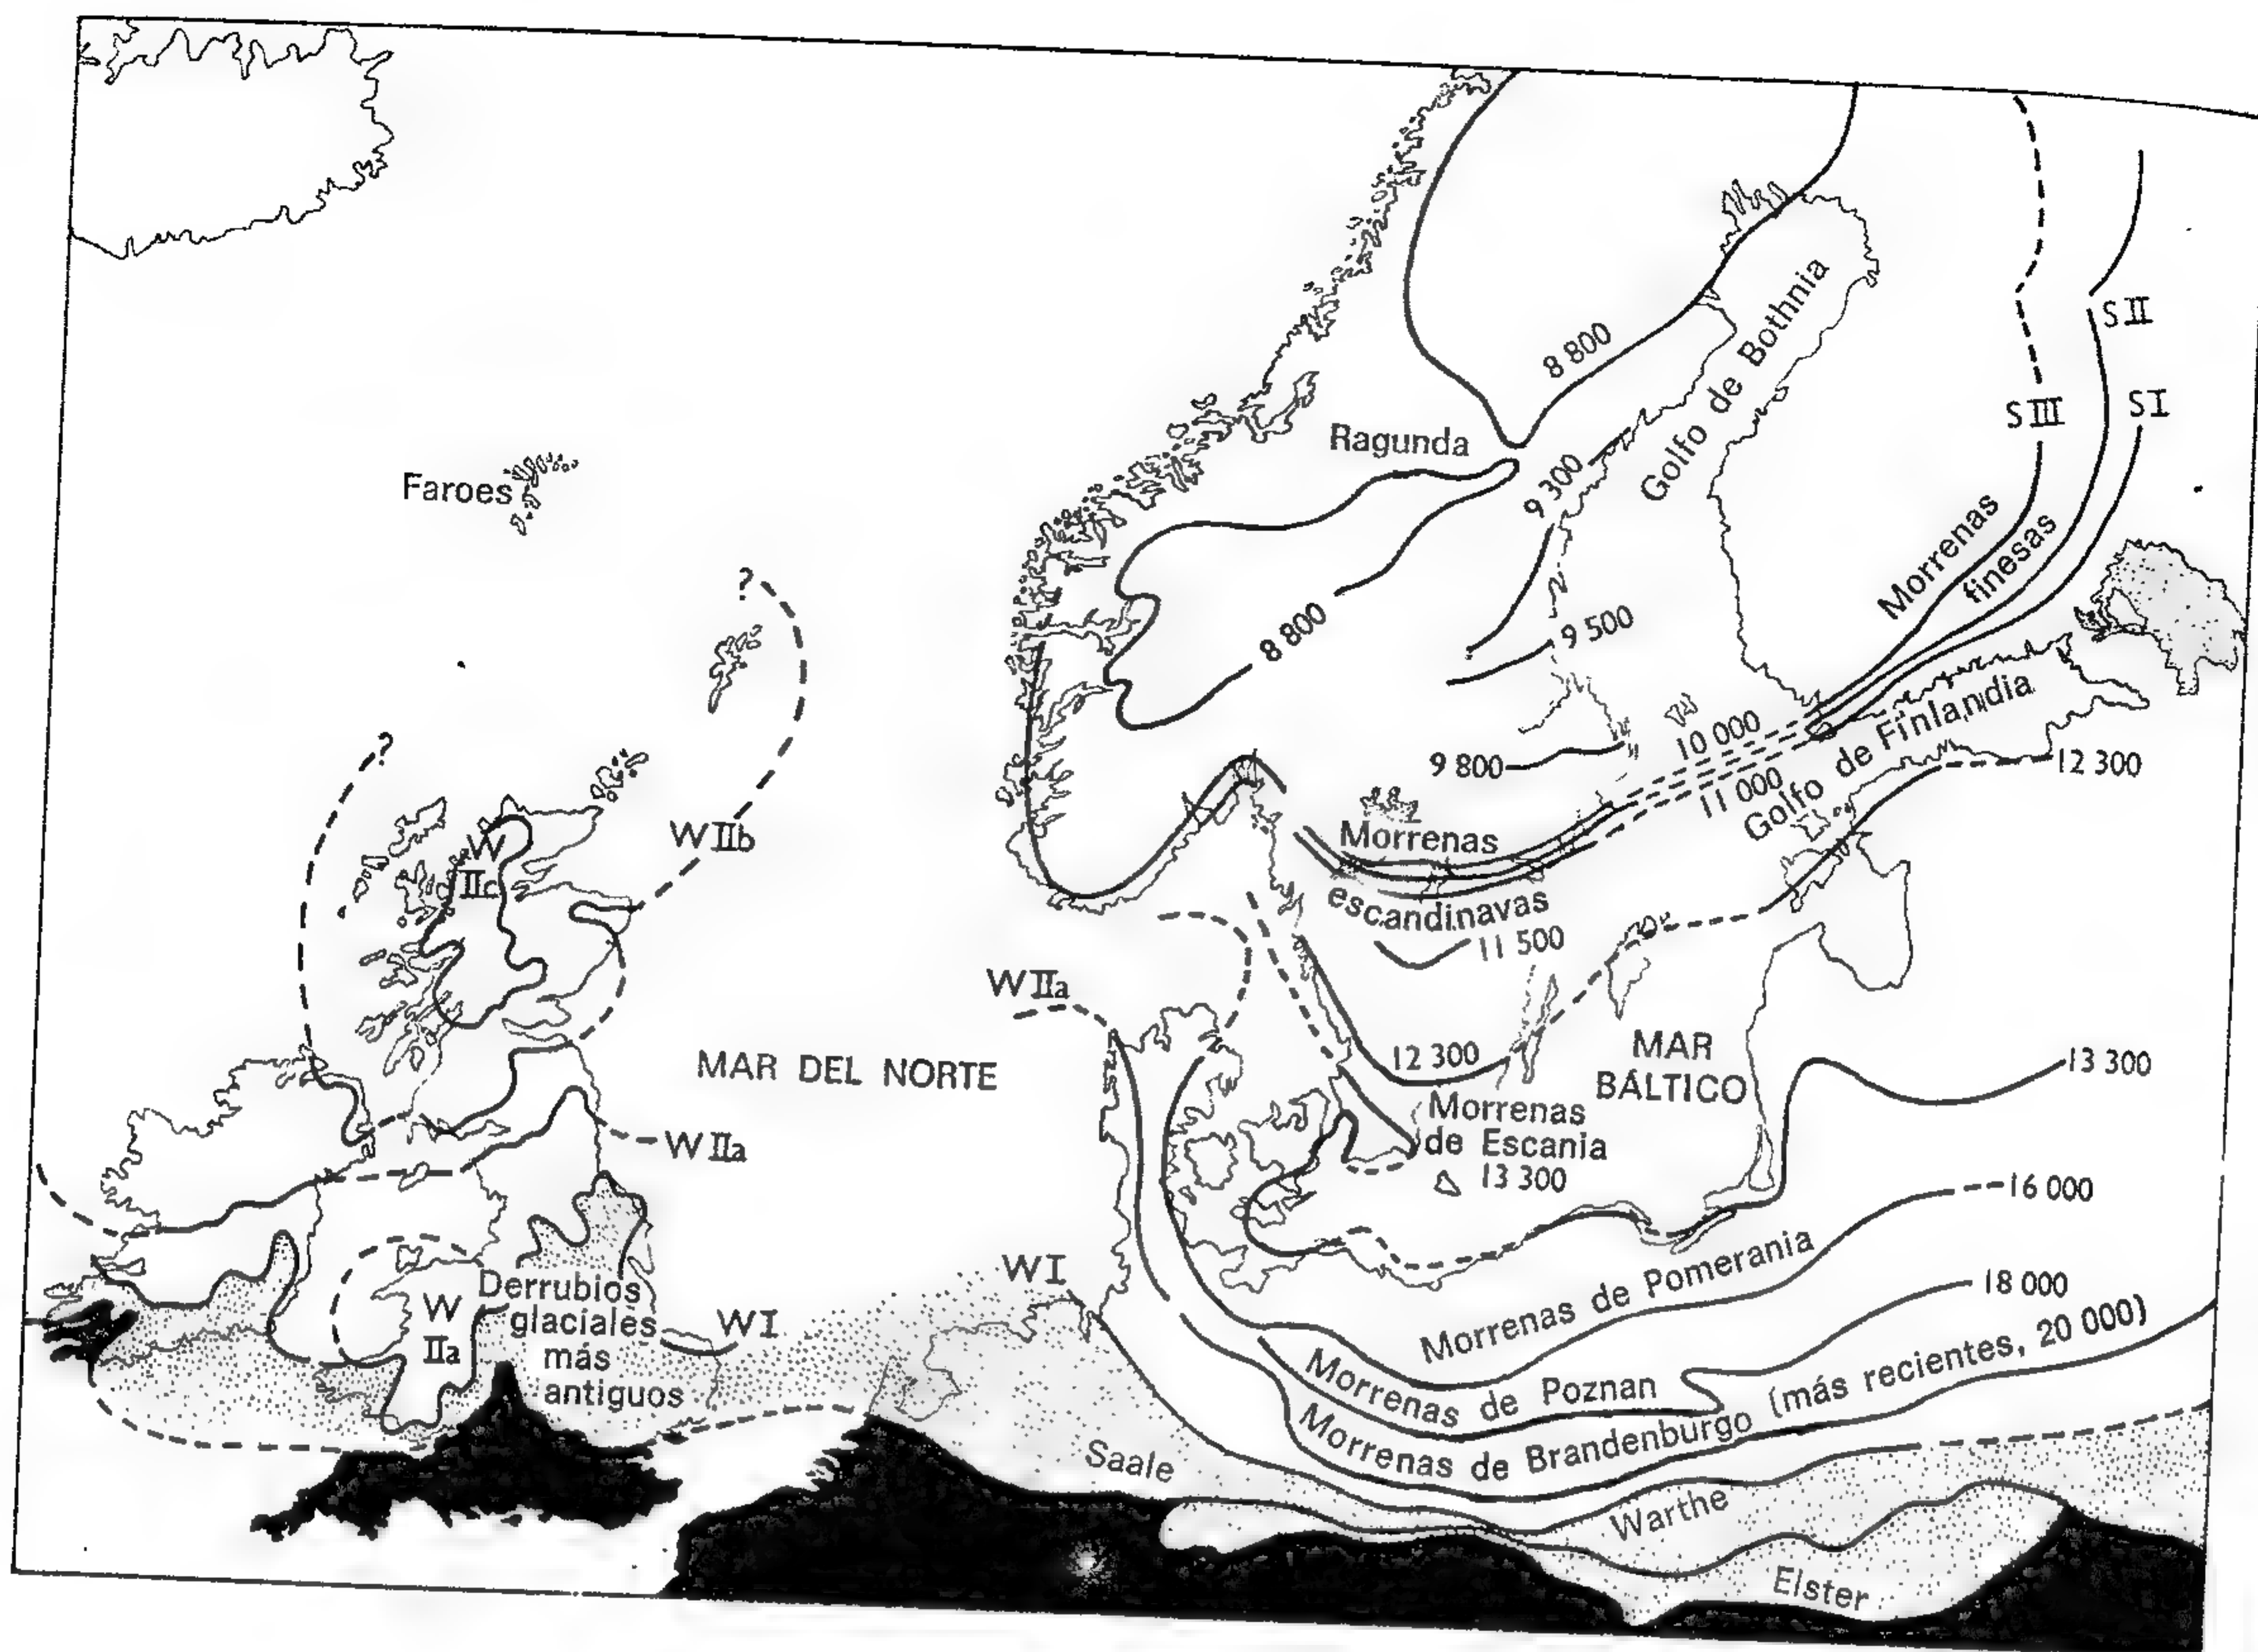 8 800
Golfo de Bothnia
S II
S III
S I
Ragunda
9 300
Faroes
Morrenas
finesas
?
8 800
9 500
?
10 000
Golfo de Finlandia
9 800
11 000
12 300
W IIb
W
IIc
Morrenas
escandinavas
11 500
W IIa
MAR DEL NORTE
12 300
MAR
BÁLTICO
13 300
Morrenas
de Escania
13 300
W IIa
16 000
Morrenas de Pomerania
W I
18 000
Derrubios
glaciales
más
antiguos
W
IIa
W I
Morrenas de Poznan
Morrenas de Brandenburgo (más recientes, 20 000)
Saale
Warthe
Elster